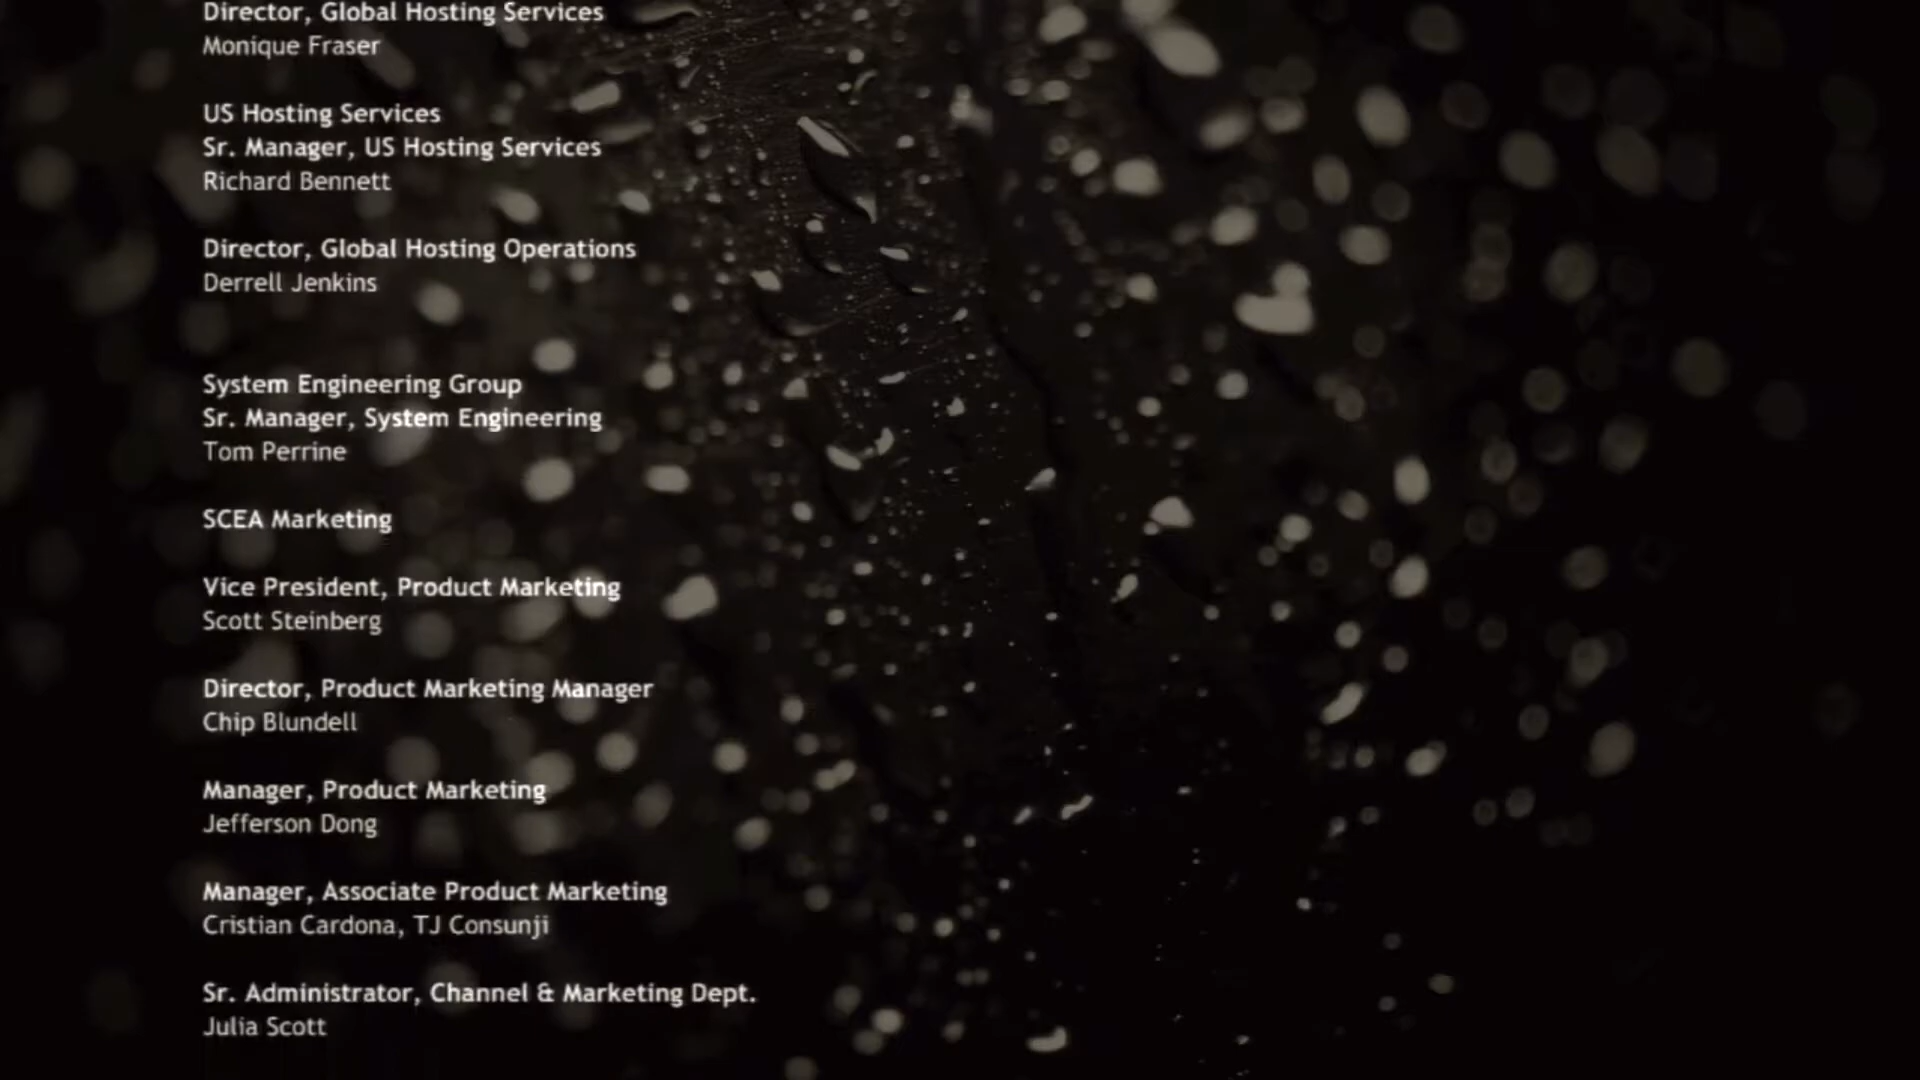 Director, Global Hosting Services
Monique Fraser
US Hosting Services
Sr. Manager, US Hosting Services
Richard Bennett
Director, Global Hosting Operations
Derrell Jenkins
System Engineering Group
Sr. Manager, System Engineering
Tom Perrine
SCEA Marketing
Vice President, Product Marketing
Scott Steinberg
Director, Product Marketing Manager
Chip Blundell
Manager, Product Marketing
Jefferson Dong
Manager, Associate Product Marketing
Cristian Cardona, TJ Consunji
Sr. Administrator, Channel & Marketing Dept.
Julia Scott